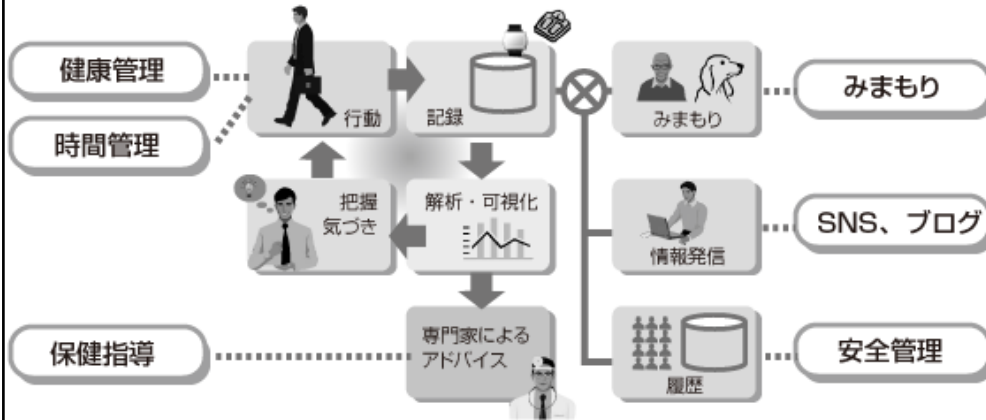 健康管理
時間管理
行動
記録
みまもり
みまもり
把握
気づき
解析・可視化
情報発信
SNS、ブログ
保健指導
専門家による
アドバイス
履歴
安全管理